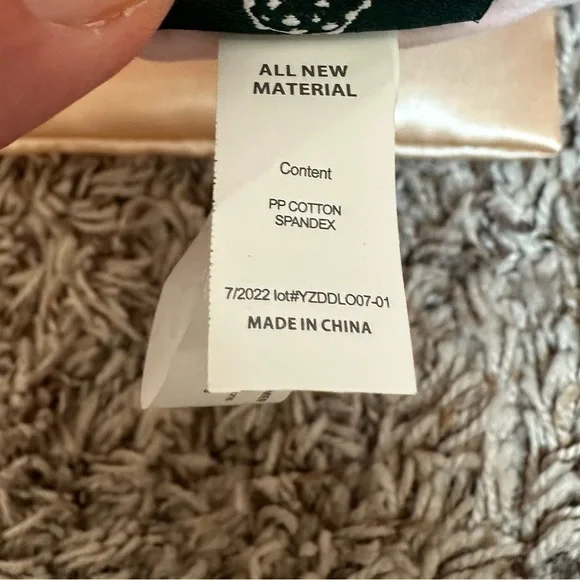 ALL NEW
MATERIAL
Content
PP COTTON
SPANDEX
7/2022 lot#YZDDLO07-01
MADE IN CHINA